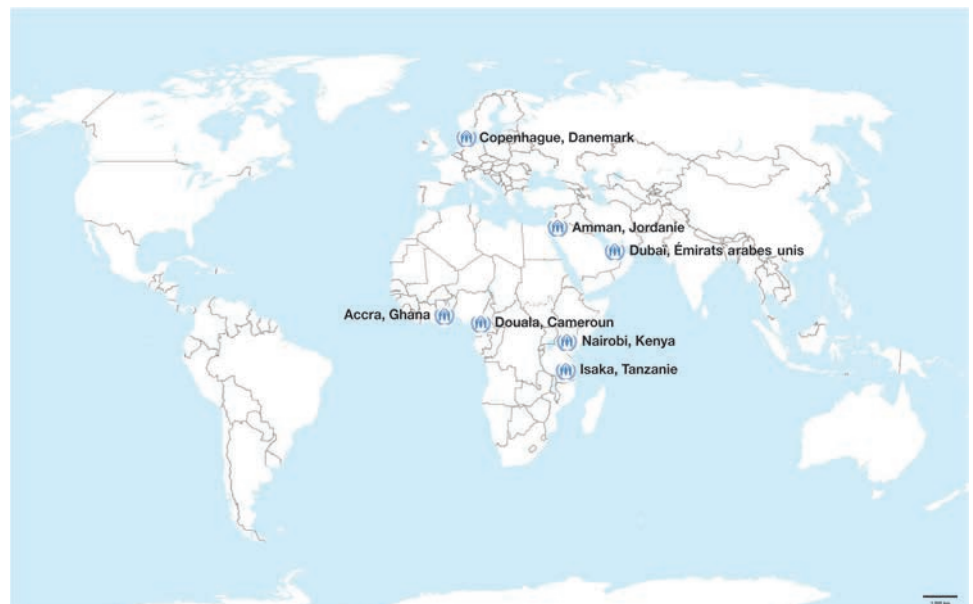 Copenhague, Danemark
Amman, Jordanie
Dubaï, Émirats arabes unis
Accra, Ghana
Douala, Cameroun
Nairobi, Kenya
Isaka, Tanzanie